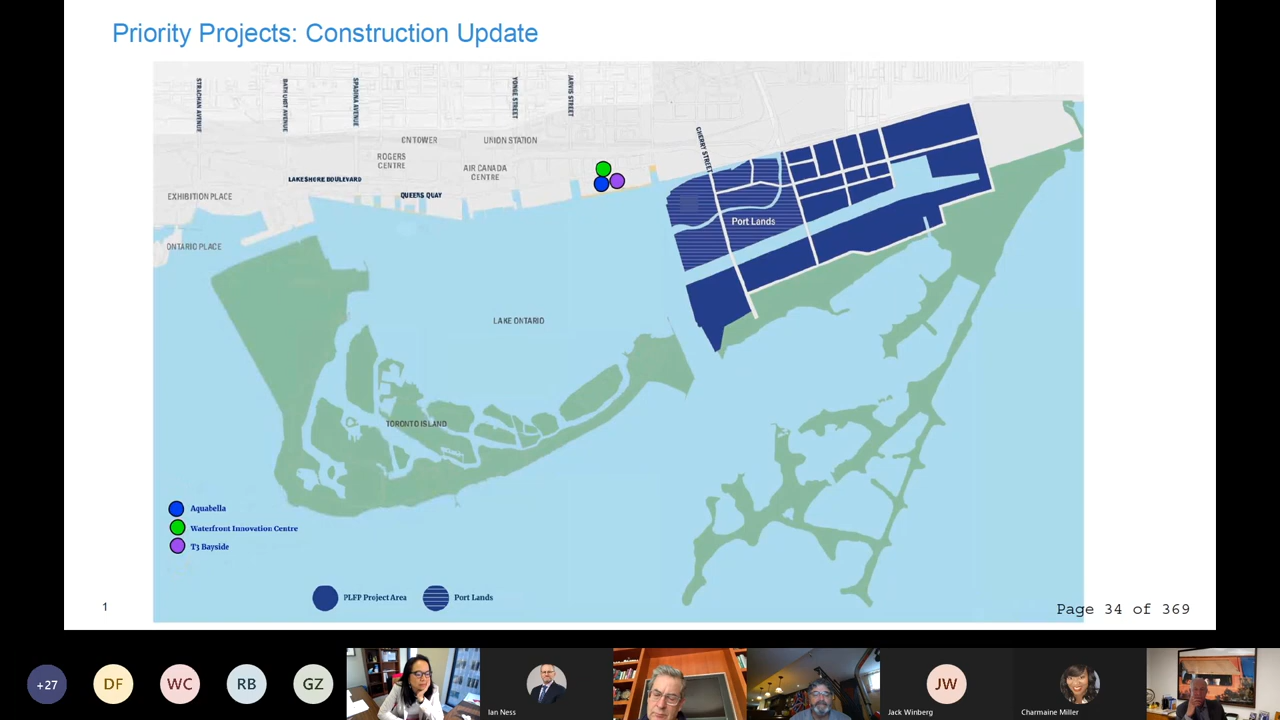 Priority Projects: Construction Update
STRACHAN AVENUE
BATHURST AVENUE
SPADINA AVENUE
YONGE STREET
JARVIS STREET
CHERRY STREET
CN TOWER
UNION STATION
ROGERS
CENTRE
AIR CANADA
CENTRE
LAKESHORE BOULEVARD
EXHIBITION PLACE
QUEENS QUAY
Port Lands
ONTARIO PLACE
LAKE ONTARIO
TORONTO ISLAND
Aquabella
Waterfront Innovation Centre
T3 Bayside
PLFP Project Area
Port Lands
1
Page 34 of 369
+27
DF
WC
RB
GZ
Ian Ness
JW
Jack Winberg
Charmaine Miller